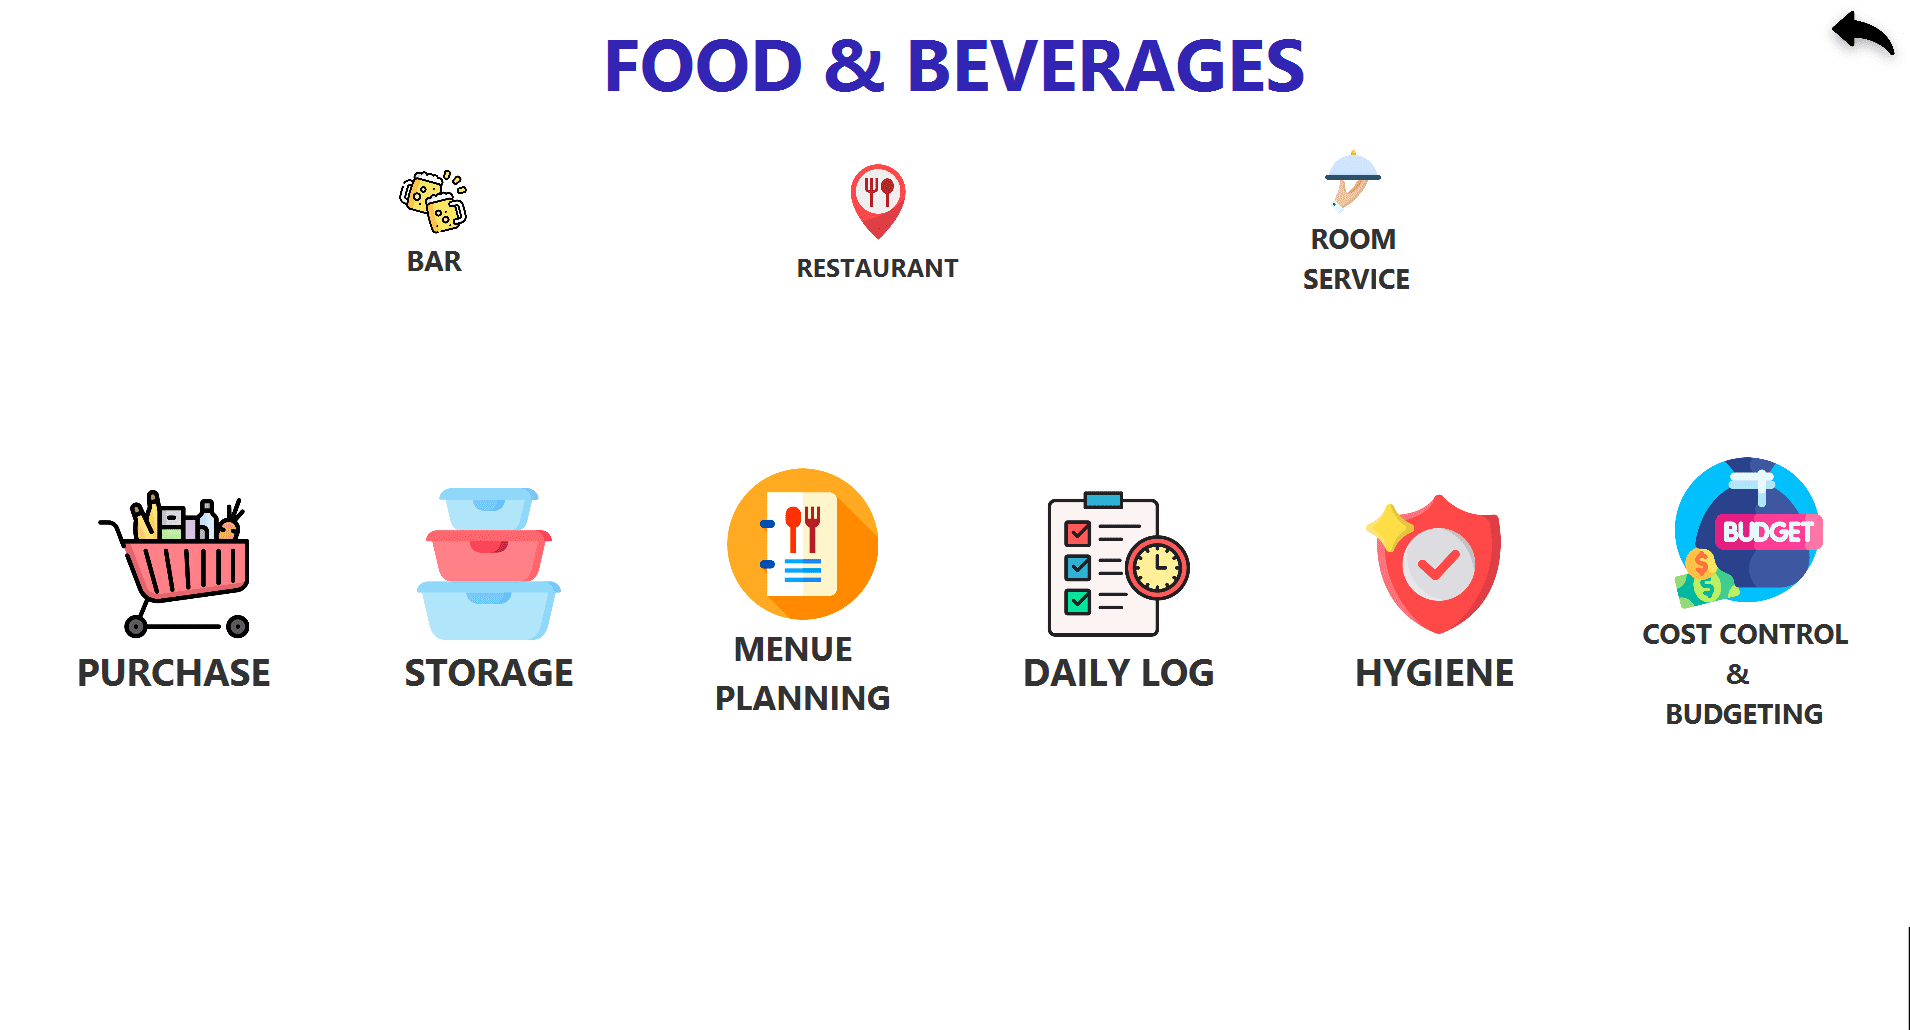 FOOD & BEVERAGES
BAR
RESTAURANT
ROOM
SERVICE
PURCHASE
STORAGE
MENUE
PLANNING
DAILY LOG
HYGIENE
BUDGET
COST CONTROL
&
BUDGETING